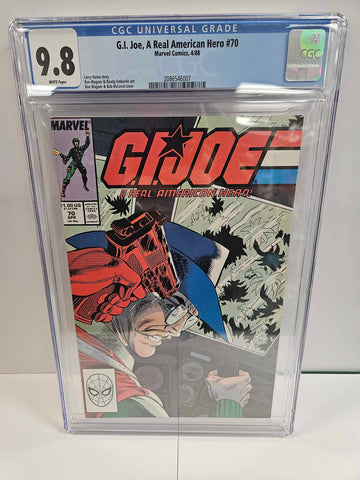 CGC UNIVERSAL GRADE
9.8
WHITE Pages
G.I. Joe, A Real American Hero #70
Marvel Comics, 4/88
Larry Hama story
Ron Wagner & Randy Emberlin art
Ron Wagner & Bob McLeod cover
2086546007
CGC
MARVEL
$1.00 US
70
APR
G.I.JOE
A REAL AMERICAN HERO!